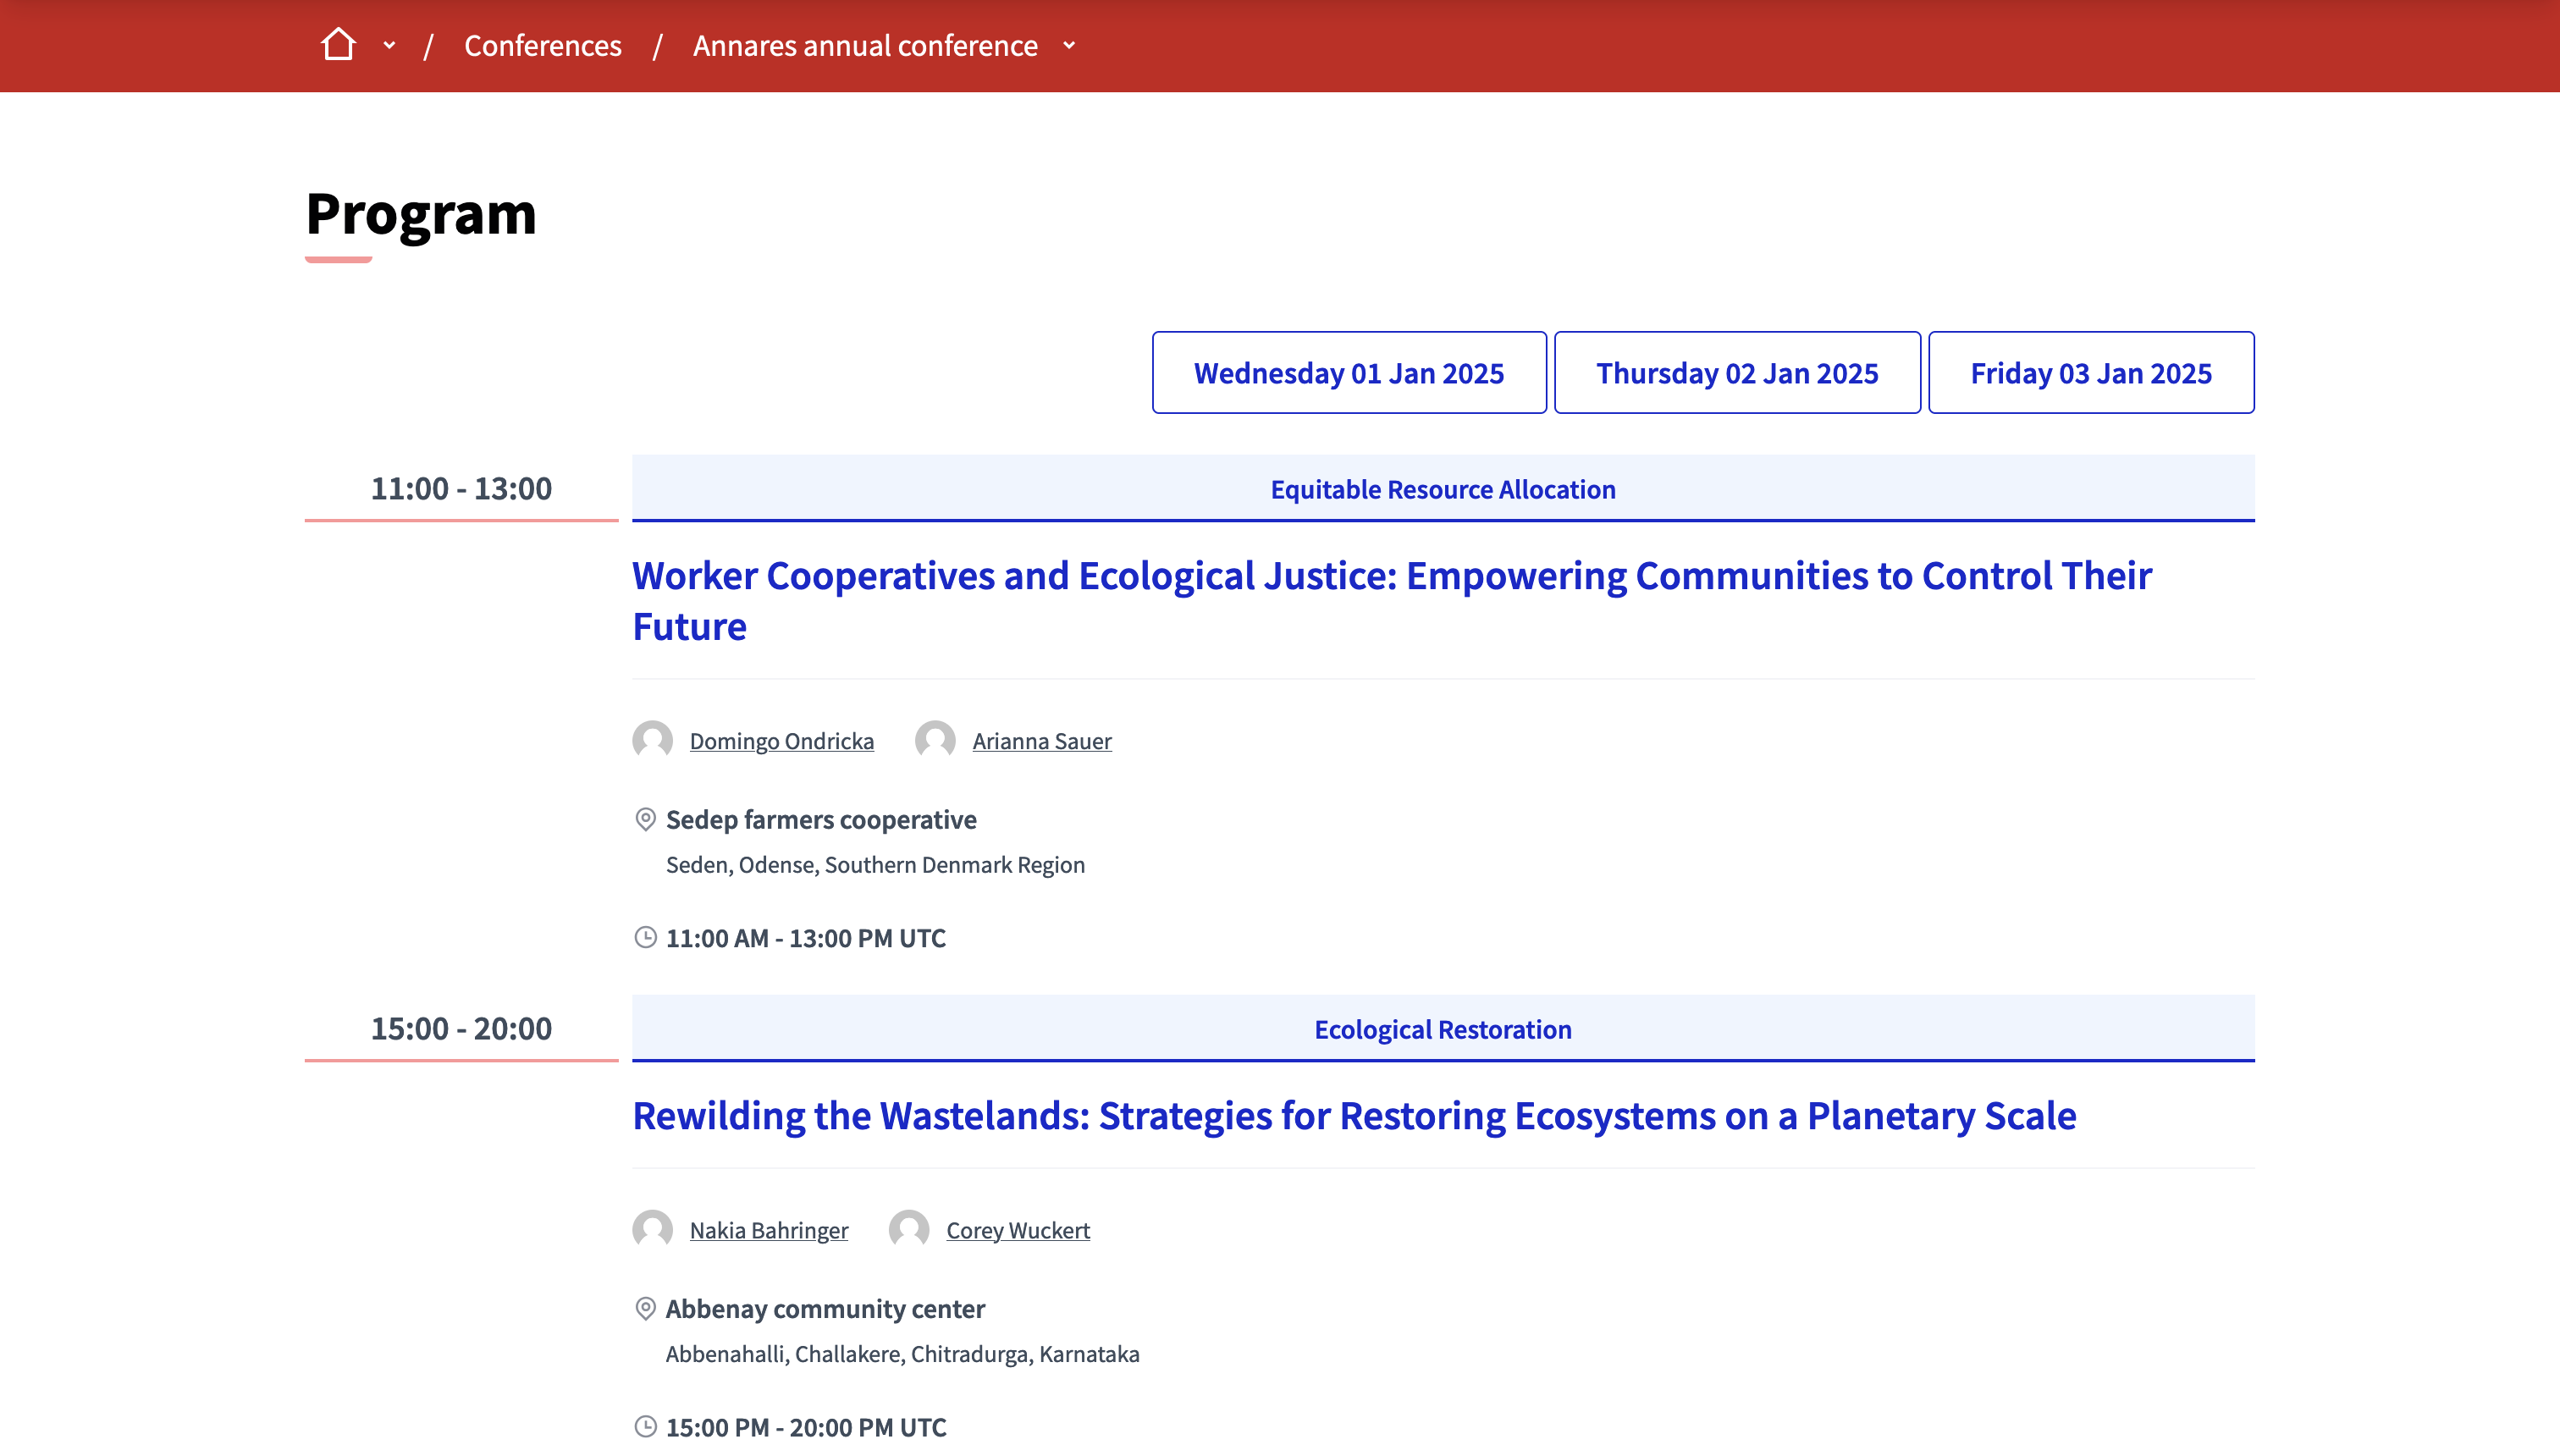 / Conferences / Annares annual conference
Program
Wednesday 01 Jan 2025 Thursday 02 Jan 2025 Friday 03 Jan 2025
11:00 - 13:00 Equitable Resource Allocation
Worker Cooperatives and Ecological Justice: Empowering Communities to Control Their
Future
Domingo Ondricka Arianna Sauer
Sedep farmers cooperative
Seden, Odense, Southern Denmark Region
11:00 AM - 13:00 PM UTC
15:00 - 20:00 Ecological Restoration
Rewilding the Wastelands: Strategies for Restoring Ecosystems on a Planetary Scale
Nakia Bahringer Corey Wuckert
Abbenay community center
Abbenahalli, Challakere, Chitradurga, Karnataka
15:00 PM - 20:00 PM UTC